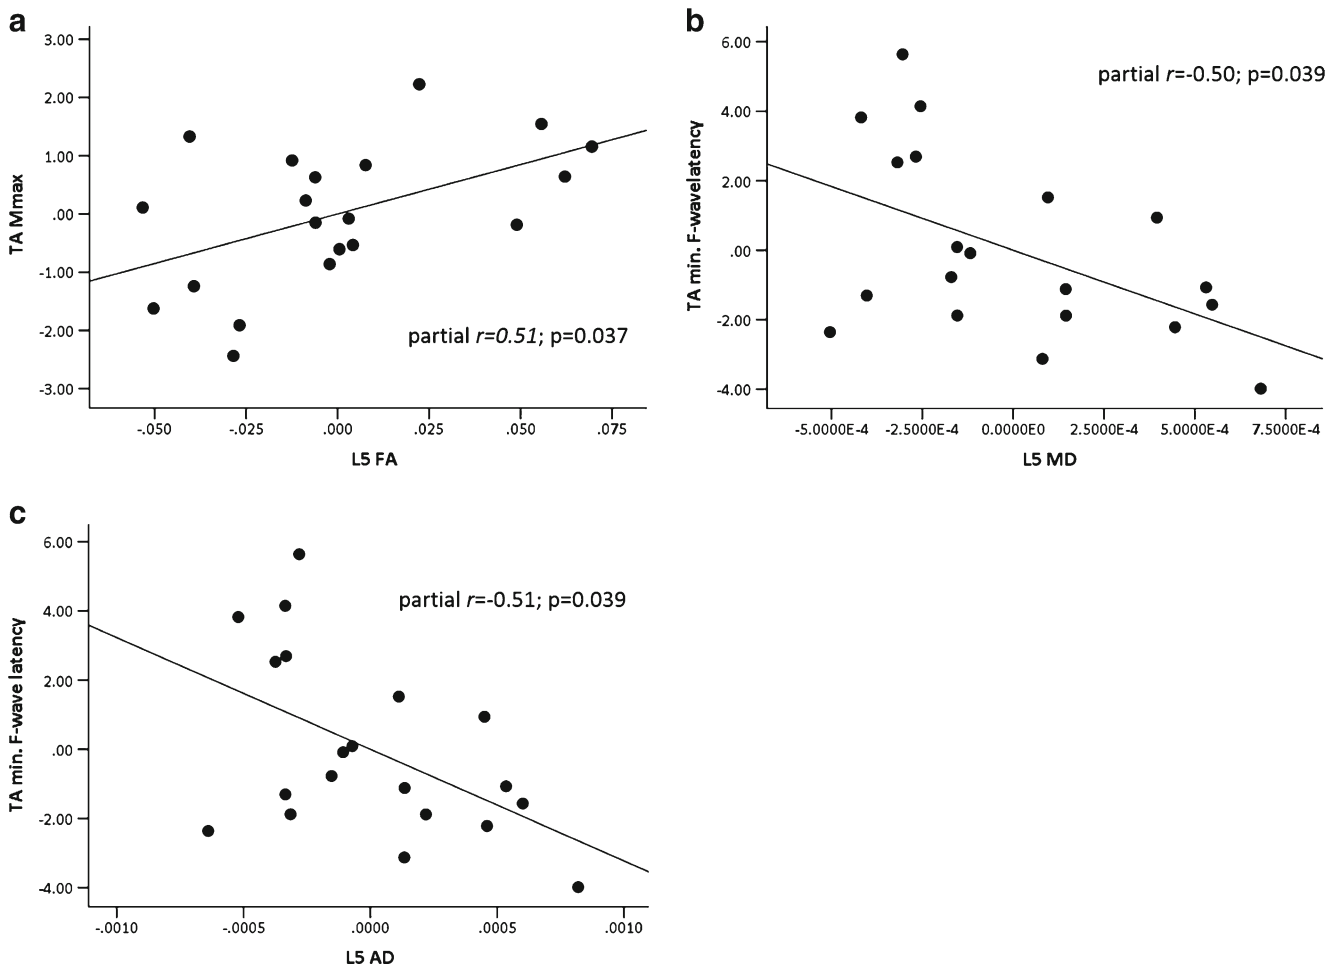 a
3.00
2.00
1.00
.00
-1.00
-2.00
-3.00
TA Mmax
partial r=0.51; p=0.037
-.050 -.025 .000 .025 .050 .075
L5 FA
b
6.00
4.00
2.00
.00
-2.00
-4.00
TA min. F-wavelatency
partial r=-0.50; p=0.039
-5.0000E-4 -2.5000E-4 0.0000E0 2.5000E-4 5.0000E-4 7.5000E-4
L5 MD
c
6.00
4.00
2.00
.00
-2.00
-4.00
TA min. F-wave latency
partial r=-0.51; p=0.039
-.0010 -.0005 .0000 .0005 .0010
L5 AD